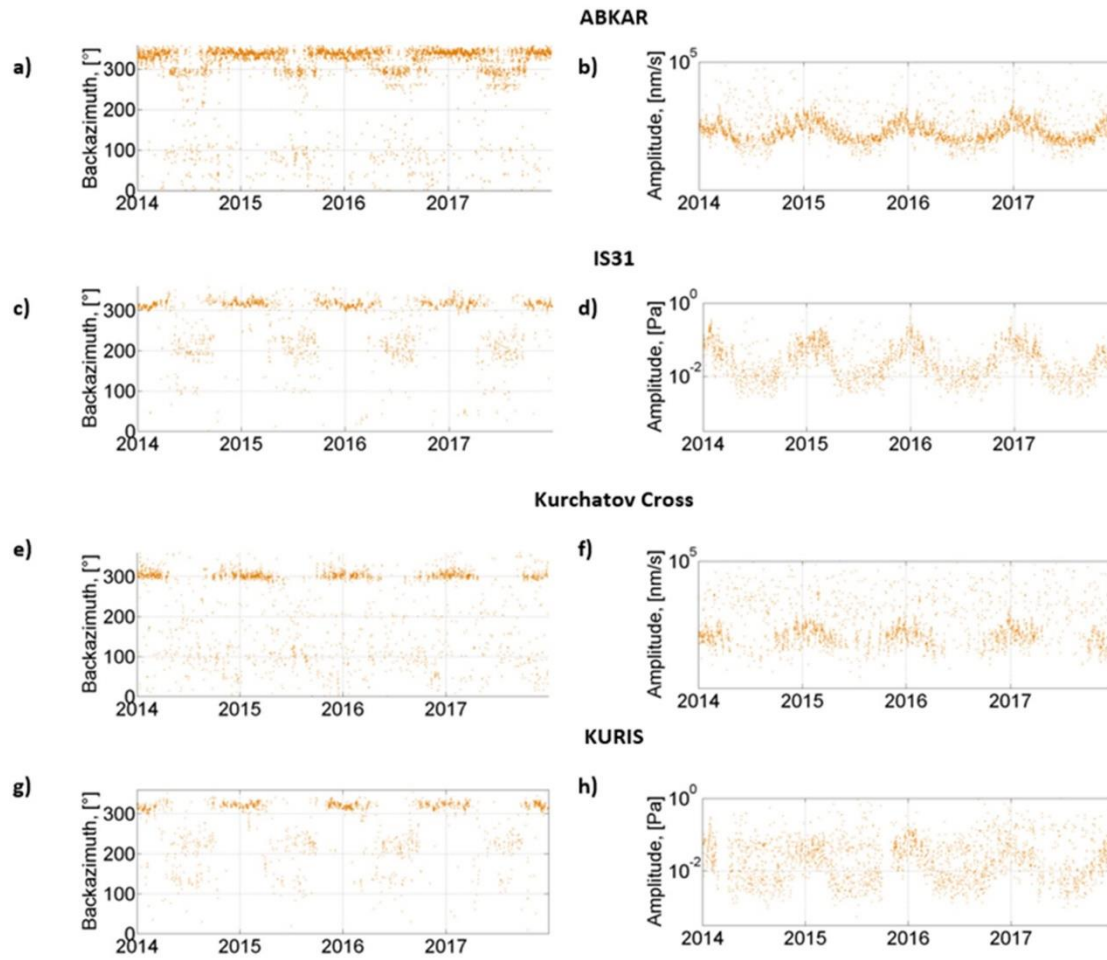 ABKAR
a)
Backazimuth, [°]
300
200
100
0
2014 2015 2016 2017
b)
Amplitude, [nm/s]
10^5
2014 2015 2016 2017
IS31
c)
Backazimuth, [°]
300
200
100
0
2014 2015 2016 2017
d)
Amplitude, [Pa]
10^0
10^-2
2014 2015 2016 2017
Kurchatov Cross
e)
Backazimuth, [°]
300
200
100
0
2014 2015 2016 2017
f)
Amplitude, [nm/s]
10^5
2014 2015 2016 2017
KURIS
g)
Backazimuth, [°]
300
200
100
0
2014 2015 2016 2017
h)
Amplitude, [Pa]
10^0
10^-2
2014 2015 2016 2017